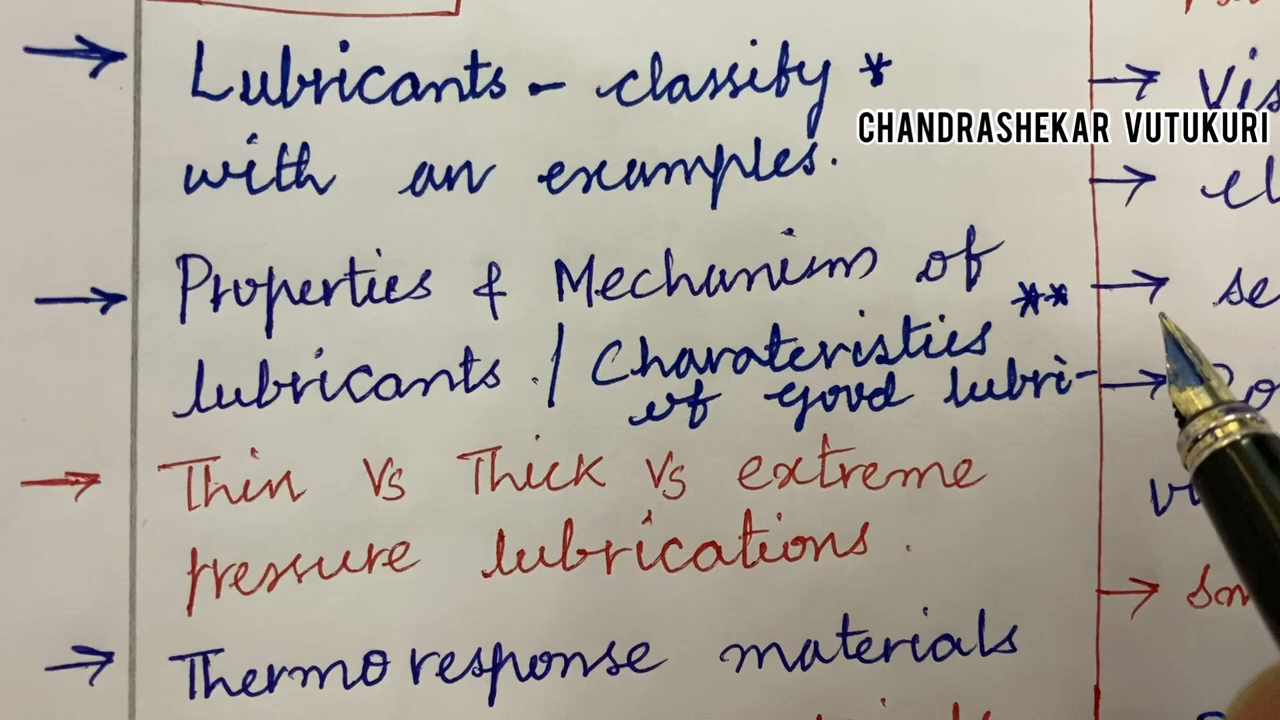 → Lubricants - classify *
with an examples.
→ Properties & Mechanism of
lubricants. / Charateristies **
of good lubri-
→ Thin Vs Thick Vs extreme
pressure lubrications.
→ Thermo response materials
CHANDRASHEKAR VUTUKURI
→
→
→
→
→